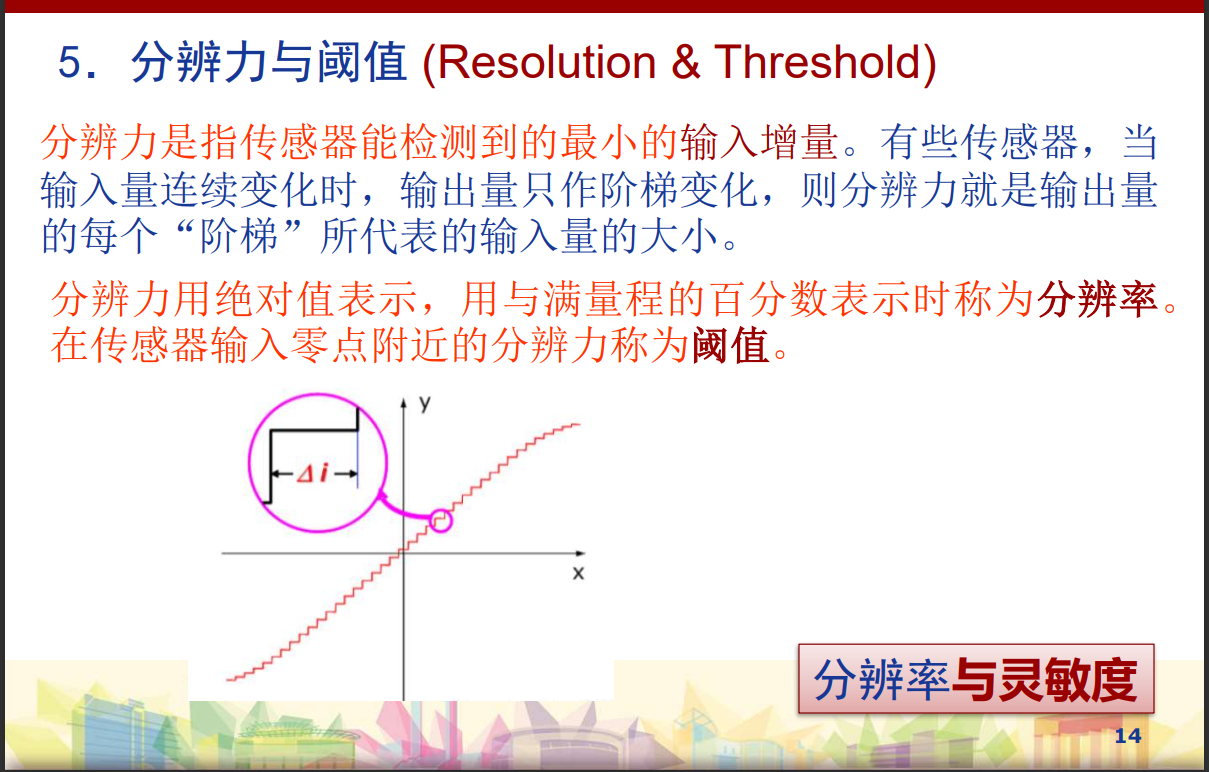 5. 分辨力与阈值 (Resolution & Threshold)
分辨力是指传感器能检测到的最小的输入增量。有些传感器，当
输入量连续变化时，输出量只作阶梯变化，则分辨力就是输出量
的每个“阶�”所代表的输入量的大小。
分辨力用绝对值表示，用与满量程的百分数表示时称为分辨率。
在传感器输入零点附近的分辨力称为阈值。
y
Δi
x
分辨率与灵敏度
14